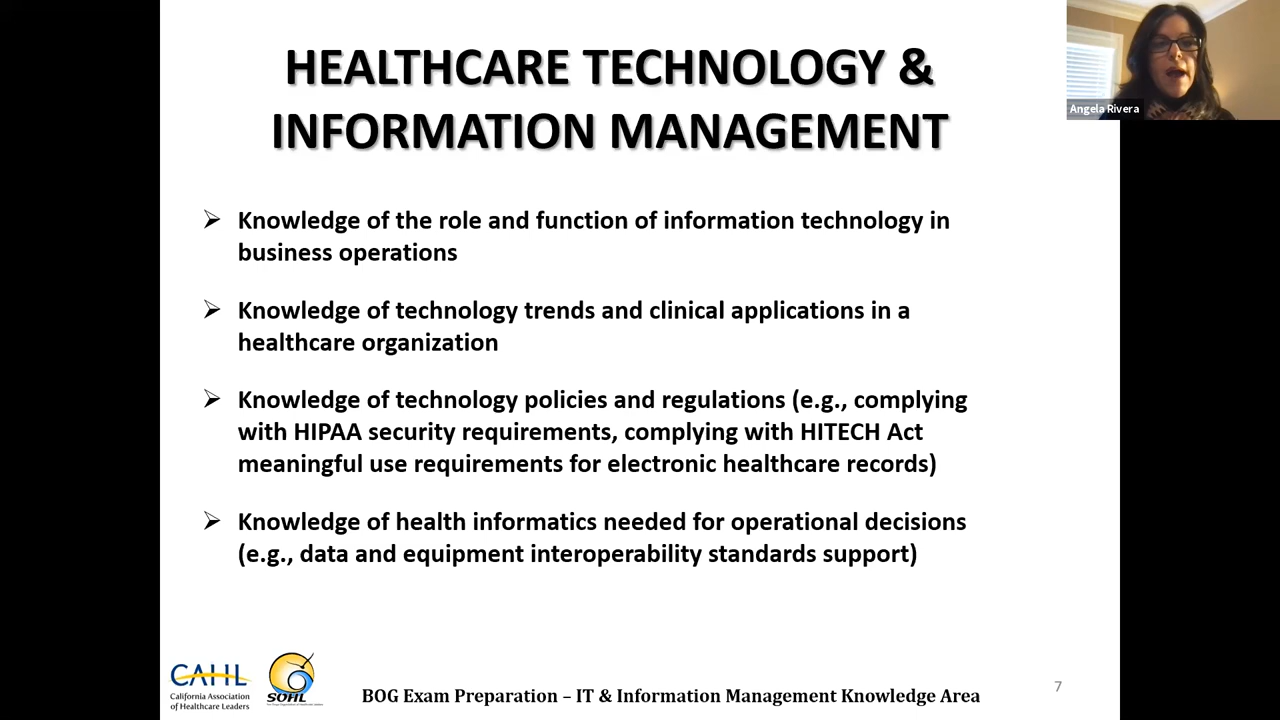 HEALTHCARE TECHNOLOGY &
INFORMATION MANAGEMENT
Angela Rivera
Knowledge of the role and function of information technology in
business operations
Knowledge of technology trends and clinical applications in a
healthcare organization
Knowledge of technology policies and regulations (e.g., complying
with HIPAA security requirements, complying with HITECH Act
meaningful use requirements for electronic healthcare records)
Knowledge of health informatics needed for operational decisions
(e.g., data and equipment interoperability standards support)
CAHL
California Association
of Healthcare Leaders
SOHL
BOG Exam Preparation – IT & Information Management Knowledge Area
7